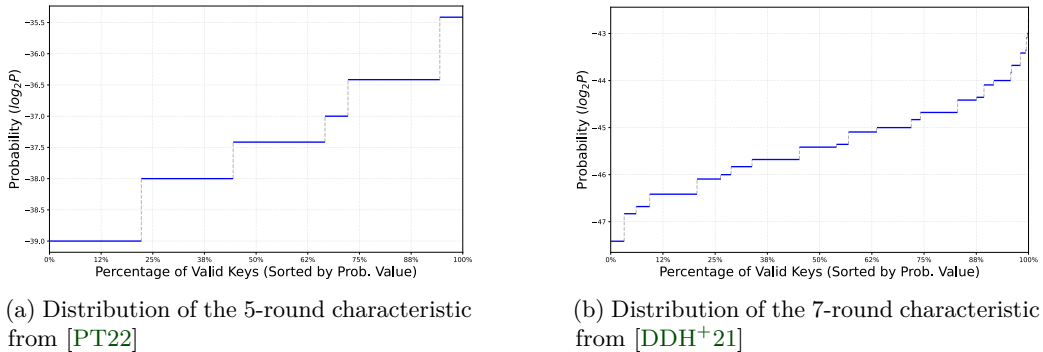 Probability (log₂P)
−35.5
−36.0
−36.5
−37.0
−37.5
−38.0
−38.5
−39.0
0% 12% 25% 38% 50% 62% 75% 88% 100%
Percentage of Valid Keys (Sorted by Prob. Value)
(a) Distribution of the 5-round characteristic
from [PT22]
Probability (log₂P)
−43
−44
−45
−46
−47
0% 12% 25% 38% 50% 62% 75% 88% 100%
Percentage of Valid Keys (Sorted by Prob. Value)
(b) Distribution of the 7-round characteristic
from [DDH⁺21]